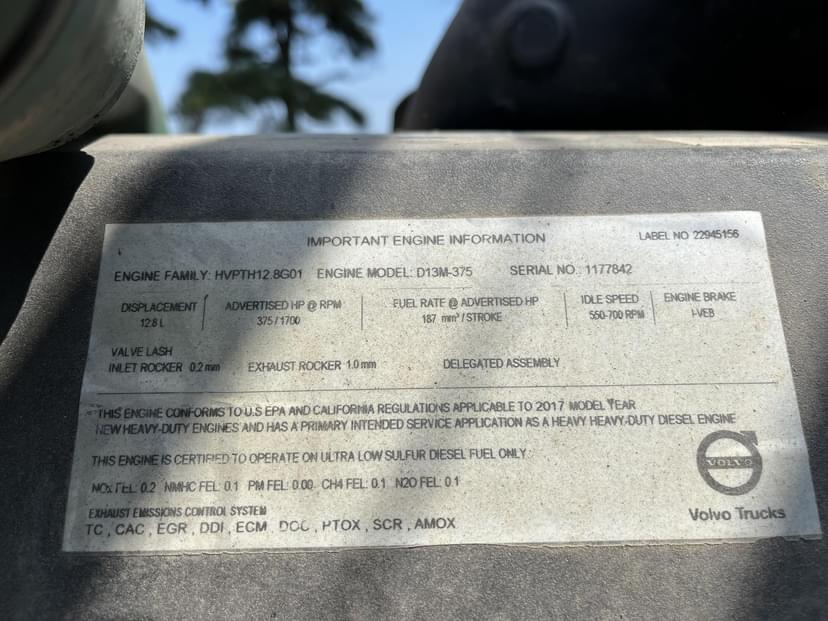 IMPORTANT ENGINE INFORMATION LABEL NO 22945156
ENGINE FAMILY: HVPTH12.8G01 ENGINE MODEL: D13M-375 SERIAL NO.: 1177842
DISPLACEMENT ADVERTISED HP @ RPM FUEL RATE @ ADVERTISED HP IDLE SPEED ENGINE BRAKE
12.8 L 375 / 1700 187 mm³ / STROKE 550-700 RPM I-VEB
VALVE LASH
INLET ROCKER 0.2 mm EXHAUST ROCKER 1.0 mm DELEGATED ASSEMBLY
THIS ENGINE CONFORMS TO U.S EPA AND CALIFORNIA REGULATIONS APPLICABLE TO 2017 MODEL YEAR
NEW HEAVY-DUTY ENGINES AND HAS A PRIMARY INTENDED SERVICE APPLICATION AS A HEAVY HEAVY-DUTY DIESEL ENGINE
THIS ENGINE IS CERTIFIED TO OPERATE ON ULTRA LOW SULFUR DIESEL FUEL ONLY
NOx FEL: 0.2 NMHC FEL: 0.1 PM FEL: 0.00 CH4 FEL: 0.1 N2O FEL: 0.1
EXHAUST EMISSIONS CONTROL SYSTEM
TC , CAC , EGR , DDI , ECM , DOC , PTOX , SCR , AMOX
VOLVO
Volvo Trucks